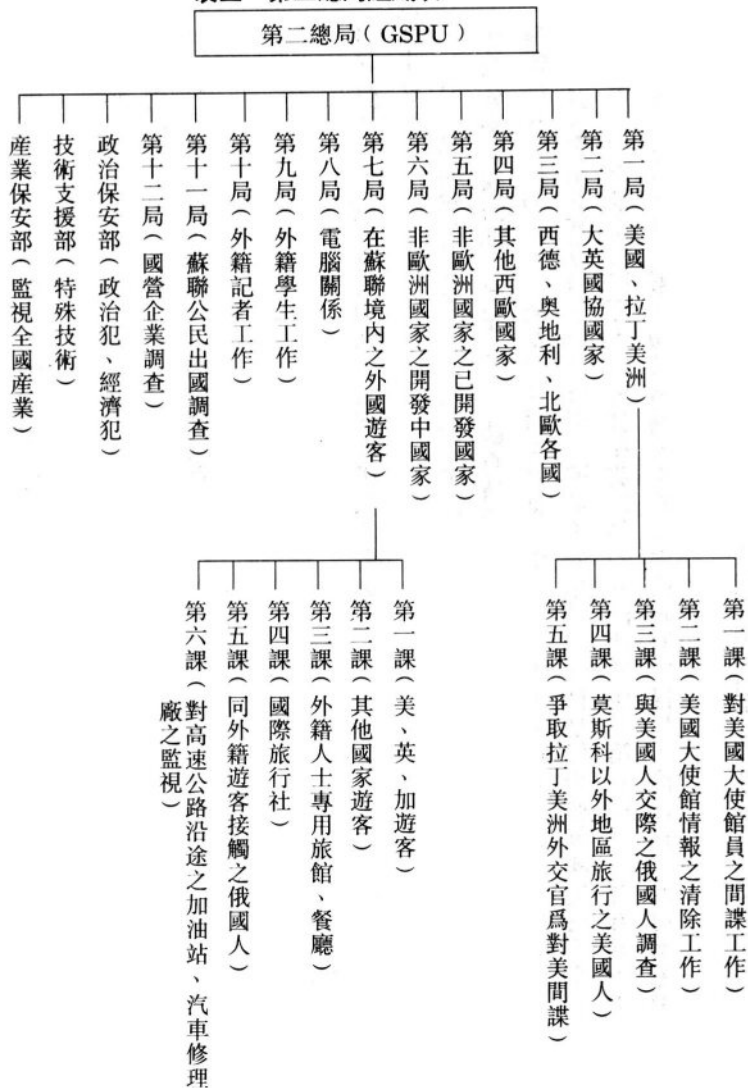 第二總局(GSPU)
第一局(美國、拉丁美洲)
第二局(大英國協國家)
第三局(西德、奧地利、北歐各國)
第四局(其他西歐國家)
第五局(非歐洲國家之已開發國家)
第六局(非歐洲國家之開發中國家)
第七局(在蘇聯境內之外國遊客)
第八局(電腦關係)
第九局(外籍學生工作)
第十局(外籍記者工作)
第十一局(蘇聯公民出國調查)
第十二局(國營企業調查)
政治保安部(政治犯、經濟犯)
技術支援部(特殊技術)
産業保安部(監視全國産業)
第一課(對美國大使館員之間諜工作)
第二課(美國大使館情報之清除工作)
第三課(與美國人交際之俄國人調查)
第四課(莫斯科以外地區旅行之美國人)
第五課(爭取拉丁美洲外交官爲對美間諜)
第一課(美、英、加遊客)
第二課(其他國家遊客)
第三課(外籍人士專用旅館、餐廳)
第四課(國際旅行社)
第五課(同外籍遊客接觸之俄國人)
第六課(對高速公路沿途之加油站、汽車修理
廠之監視)